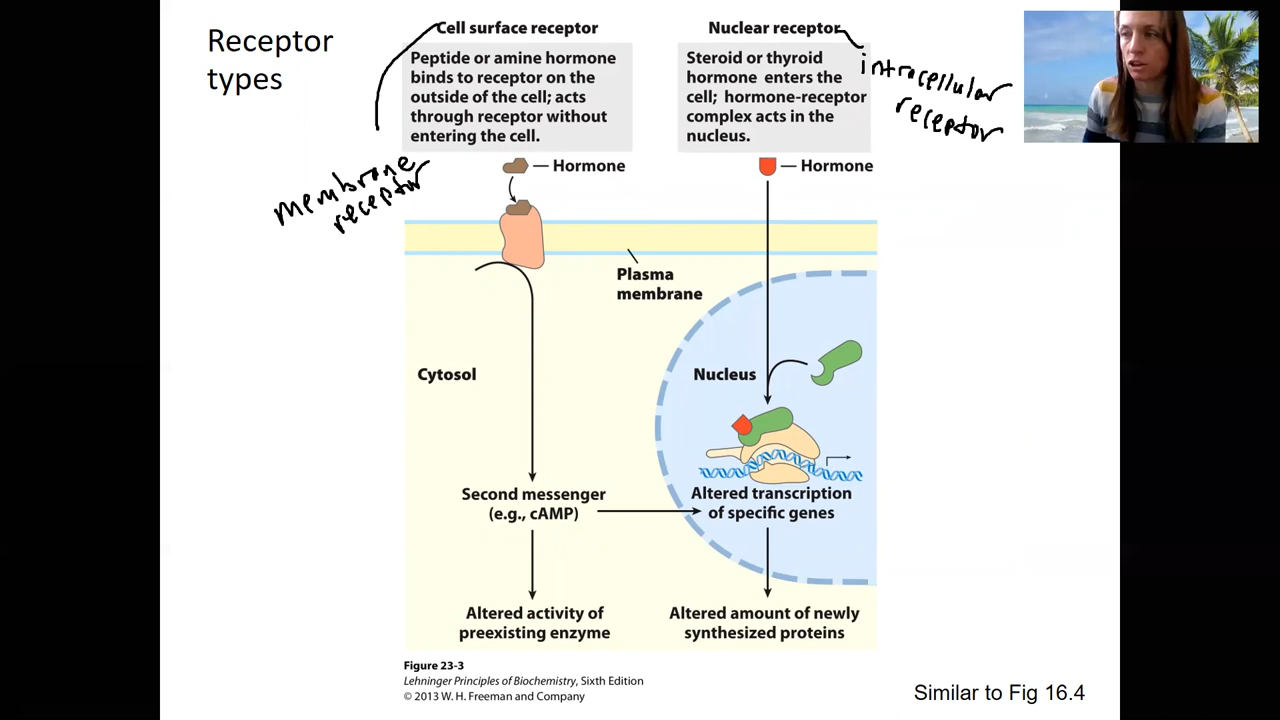 Receptor
types
Cell surface receptor
Peptide or amine hormone
binds to receptor on the
outside of the cell; acts
through receptor without
entering the cell.
Nuclear receptor
Steroid or thyroid
hormone enters the
cell; hormone-receptor
complex acts in the
nucleus.
intracellular
receptor
membrane
receptor
Hormone
Hormone
Plasma
membrane
Cytosol
Nucleus
Second messenger
(e.g., cAMP)
Altered transcription
of specific genes
Altered activity of
preexisting enzyme
Altered amount of newly
synthesized proteins
Figure 23-3
Lehninger Principles of Biochemistry, Sixth Edition
© 2013 W. H. Freeman and Company
Similar to Fig 16.4